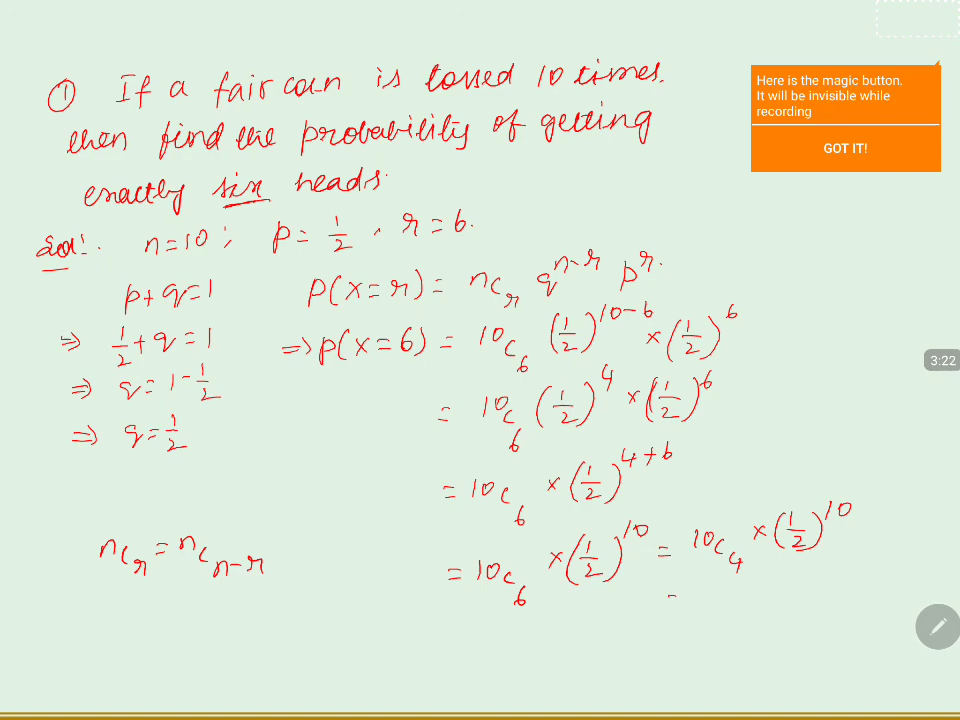 ① If a fair coin is tossed 10 times.
then find the probability of getting
exactly six heads.
Sol:. n=10; p=1/2, r=6.
p+q=1
⇒ 1/2+q=1
⇒ q=1-1/2
⇒ q=1/2
nCr=nCn-r
P(x=r)= nCr q^n-r p^r.
⇒p(x=6) = 10C6 (1/2)^10-6 ×(1/2)^6
= 10C6 (1/2)^4 ×(1/2)^6
=10C6 ×(1/2)^4+6
=10C6 ×(1/2)^10 = 10C4 ×(1/2)^10
=
Here is the magic button.
It will be invisible while
recording
GOT IT!
3:22